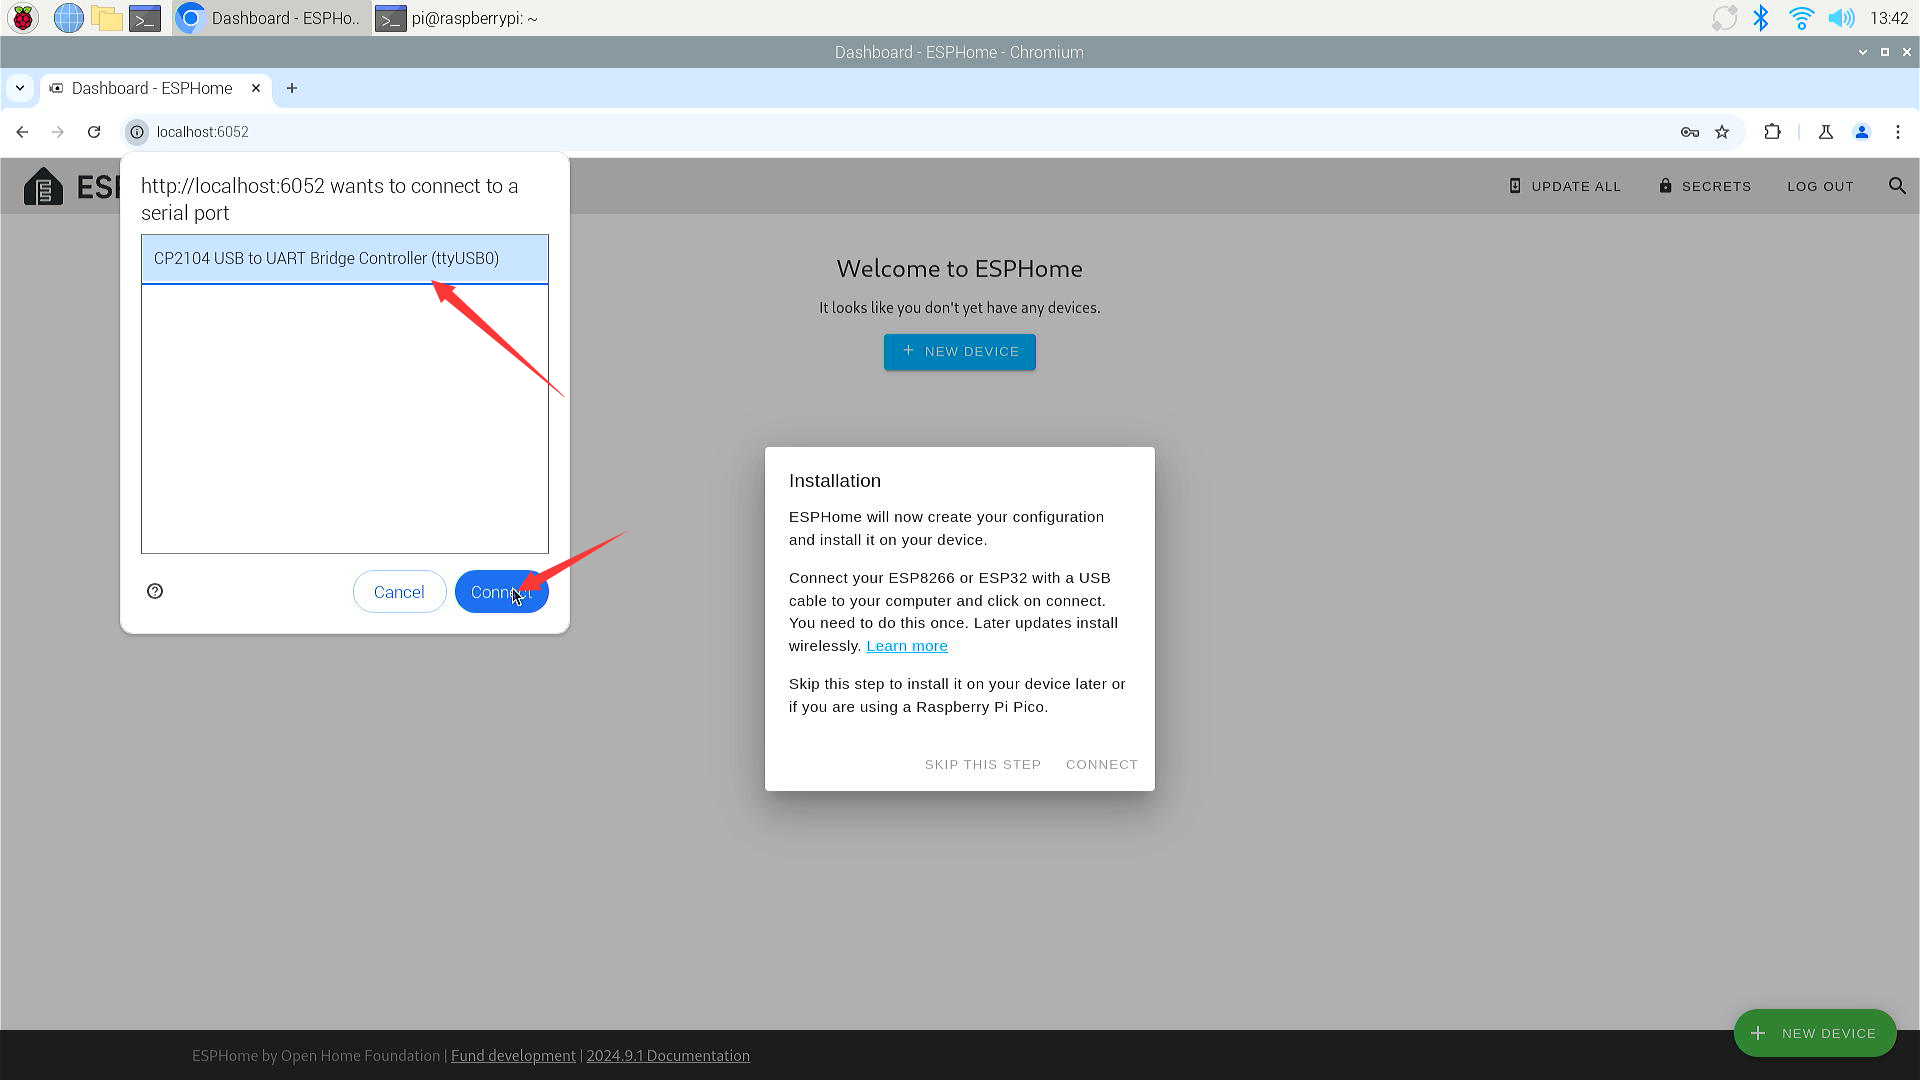 Dashboard - ESPHo..
pi@raspberrypi: ~
13:42
Dashboard - ESPHome - Chromium
Dashboard - ESPHome
localhost:6052
ES
UPDATE ALL
SECRETS
LOG OUT
http://localhost:6052 wants to connect to a
serial port
CP2104 USB to UART Bridge Controller (ttyUSB0)
Cancel
Connect
Welcome to ESPHome
It looks like you don't yet have any devices.
+ NEW DEVICE
Installation
ESPHome will now create your configuration
and install it on your device.
Connect your ESP8266 or ESP32 with a USB
cable to your computer and click on connect.
You need to do this once. Later updates install
wirelessly. Learn more
Skip this step to install it on your device later or
if you are using a Raspberry Pi Pico.
SKIP THIS STEP
CONNECT
+ NEW DEVICE
ESPHome by Open Home Foundation | Fund development | 2024.9.1 Documentation